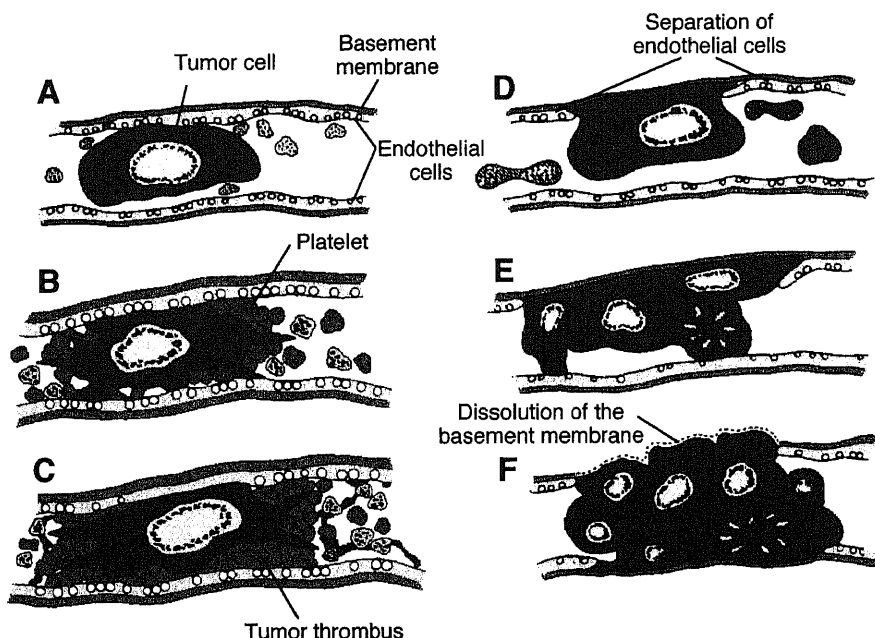 A
Tumor cell
Basement
membrane
Endothelial
cells
B
Platelet
C
Tumor thrombus
D
Separation of
endothelial cells
E
Dissolution of the
basement membrane
F